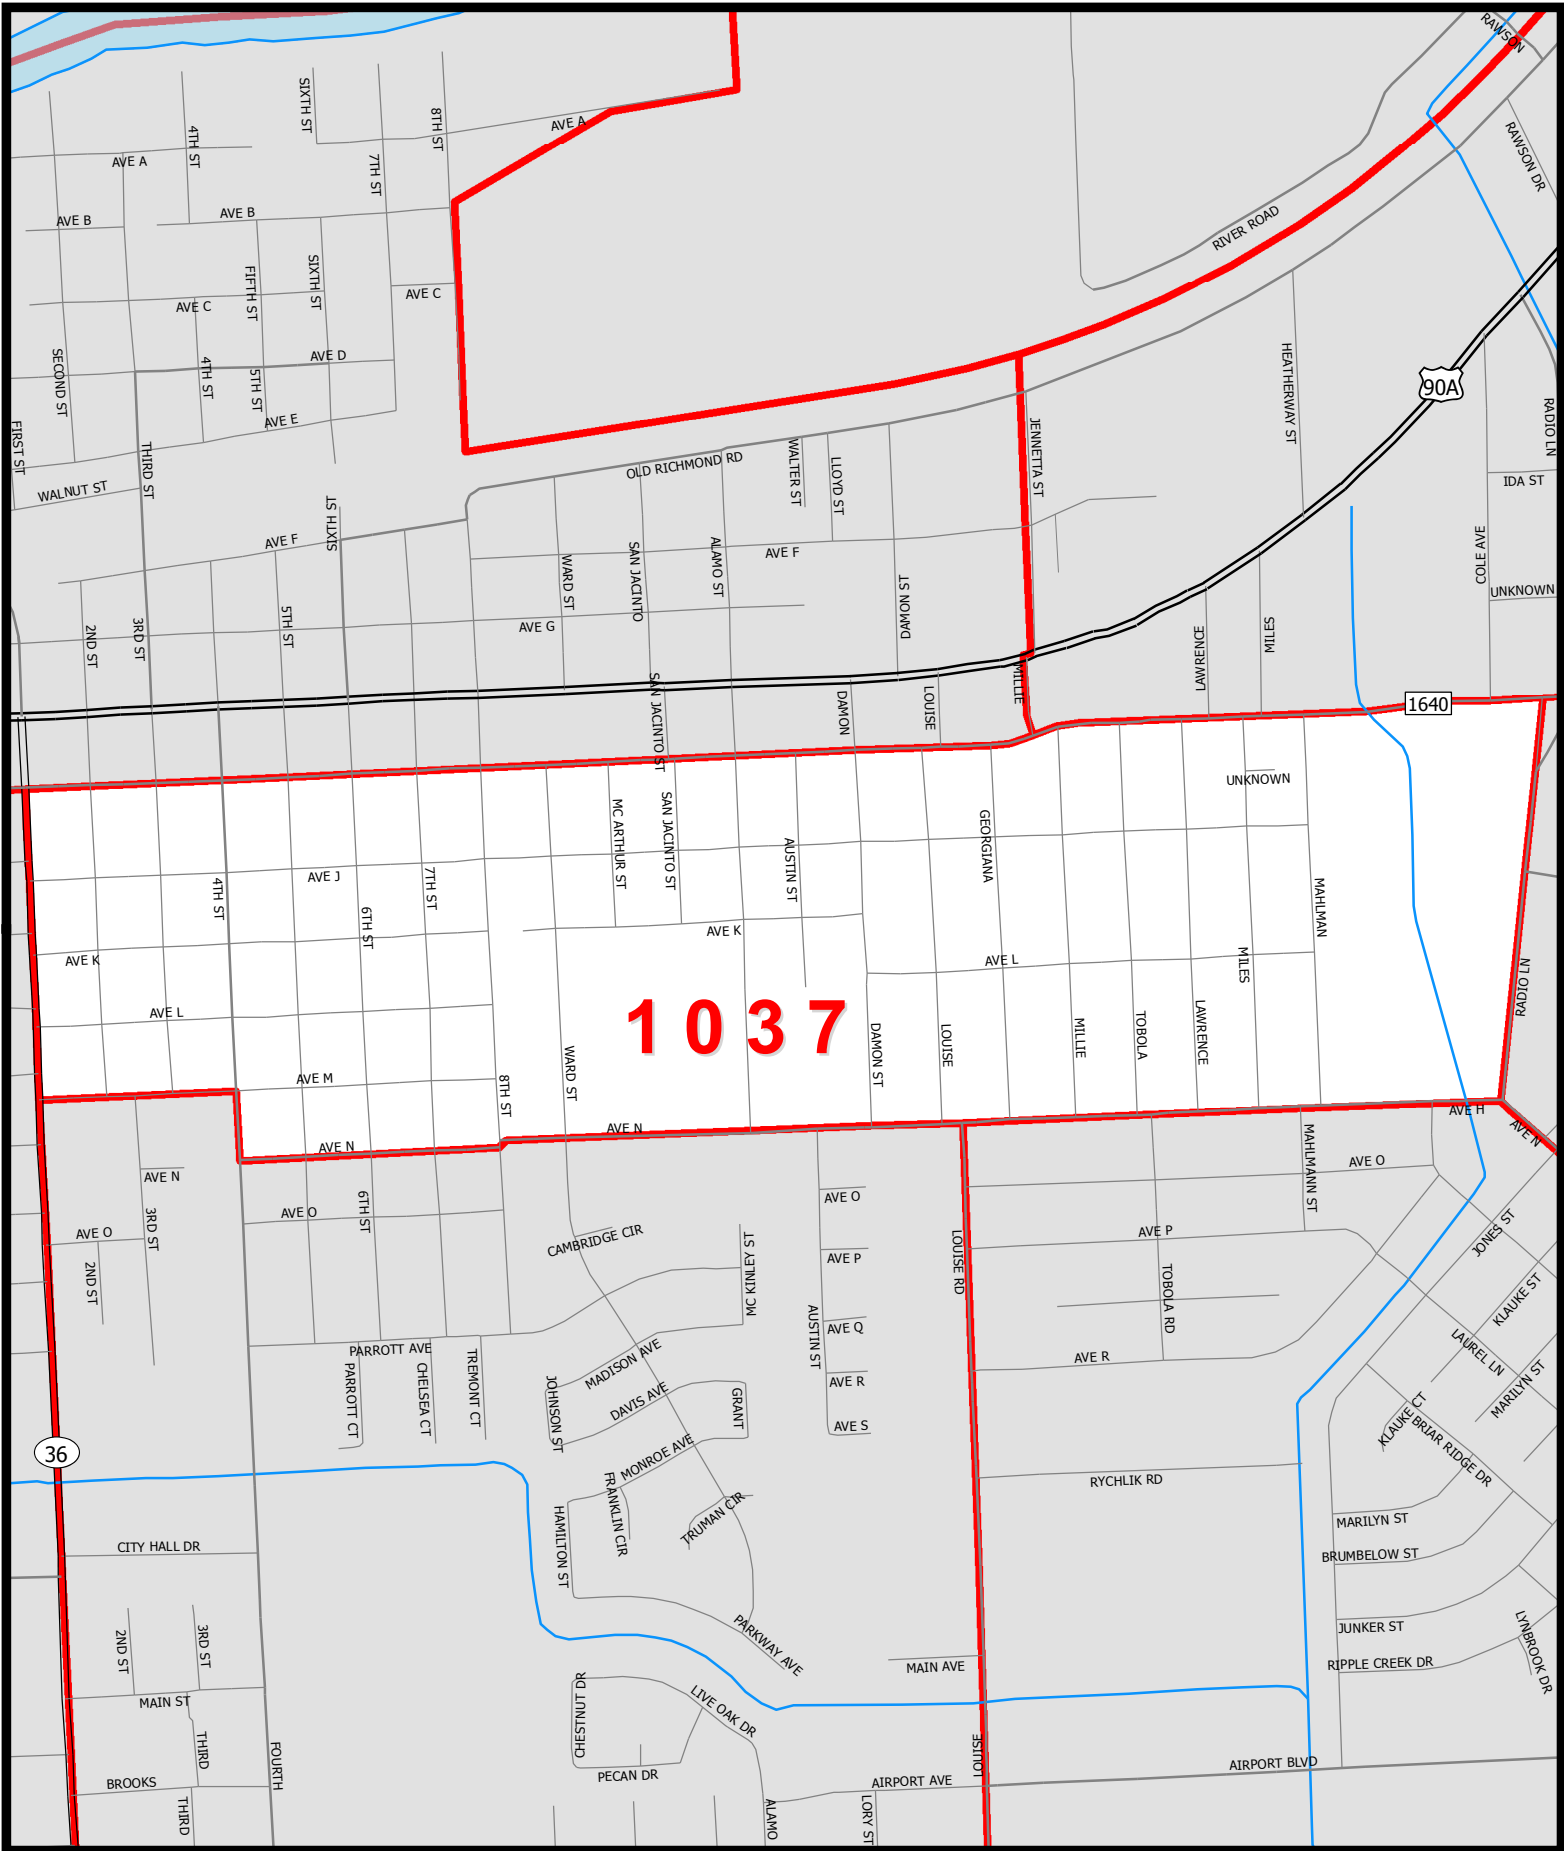 RAWSON
SIXTH ST
8TH ST
AVE A
4TH ST
AVE A
7TH ST
RAWSON DR
AVE B
AVE B
RIVER ROAD
FIFTH ST
SIXTH ST
AVE C
AVE C
SECOND ST
4TH ST
5TH ST
AVE D
HEATHERWAY ST
90A
RADIO LN
AVE E
FIRST ST
THIRD ST
JENNETTA ST
WALNUT ST
OLD RICHMOND RD
WALTER ST
LLOYD ST
IDA ST
SIXTH ST
AVE F
WARD ST
SAN JACINTO
ALAMO ST
AVE F
DAMON ST
COLE AVE
UNKNOWN
2ND ST
3RD ST
5TH ST
AVE G
LAWRENCE
MILES
SAN JACINTO ST
DAMON
LOUISE
MILLIE
1640
UNKNOWN
MC ARTHUR ST
SAN JACINTO ST
AUSTIN ST
GEORGIANA
4TH ST
AVE J
7TH ST
6TH ST
MAHLMAN
AVE K
AVE K
AVE L
MILES
RADIO LN
AVE L
1037
DAMON ST
LOUISE
MILLIE
TOBOLA
LAWRENCE
AVE M
8TH ST
WARD ST
AVE N
AVE N
AVE H
AVE N
AVE N
3RD ST
6TH ST
AVE O
AVE O
2ND ST
CAMBRIDGE CIR
MC KINLEY ST
AVE O
AVE P
AVE Q
AVE R
AVE S
AUSTIN ST
LOUISE RD
MAHLMANN ST
AVE O
AVE P
TOBOLA RD
AVE R
JONES ST
KLAUKE ST
LAUREL LN
MARILYN ST
KLAUKE CT
BRIAR RIDGE DR
PARROTT AVE
PARROTT CT
CHELSEA CT
TREMONT CT
JOHNSON ST
MADISON AVE
DAVIS AVE
GRANT
36
MONROE AVE
FRANKLIN CIR
HAMILTON ST
TRUMAN CIR
RYCHLIK RD
MARILYN ST
BRUMBELOW ST
CITY HALL DR
2ND ST
3RD ST
PARKWAY AVE
JUNKER ST
LYNBROOK DR
RIPPLE CREEK DR
MAIN AVE
MAIN ST
CHESTNUT DR
LIVE OAK DR
THIRD
FOURTH
LOUISE
BROOKS
PECAN DR
AIRPORT AVE
AIRPORT BLVD
THIRD
ALAMO
LORY ST